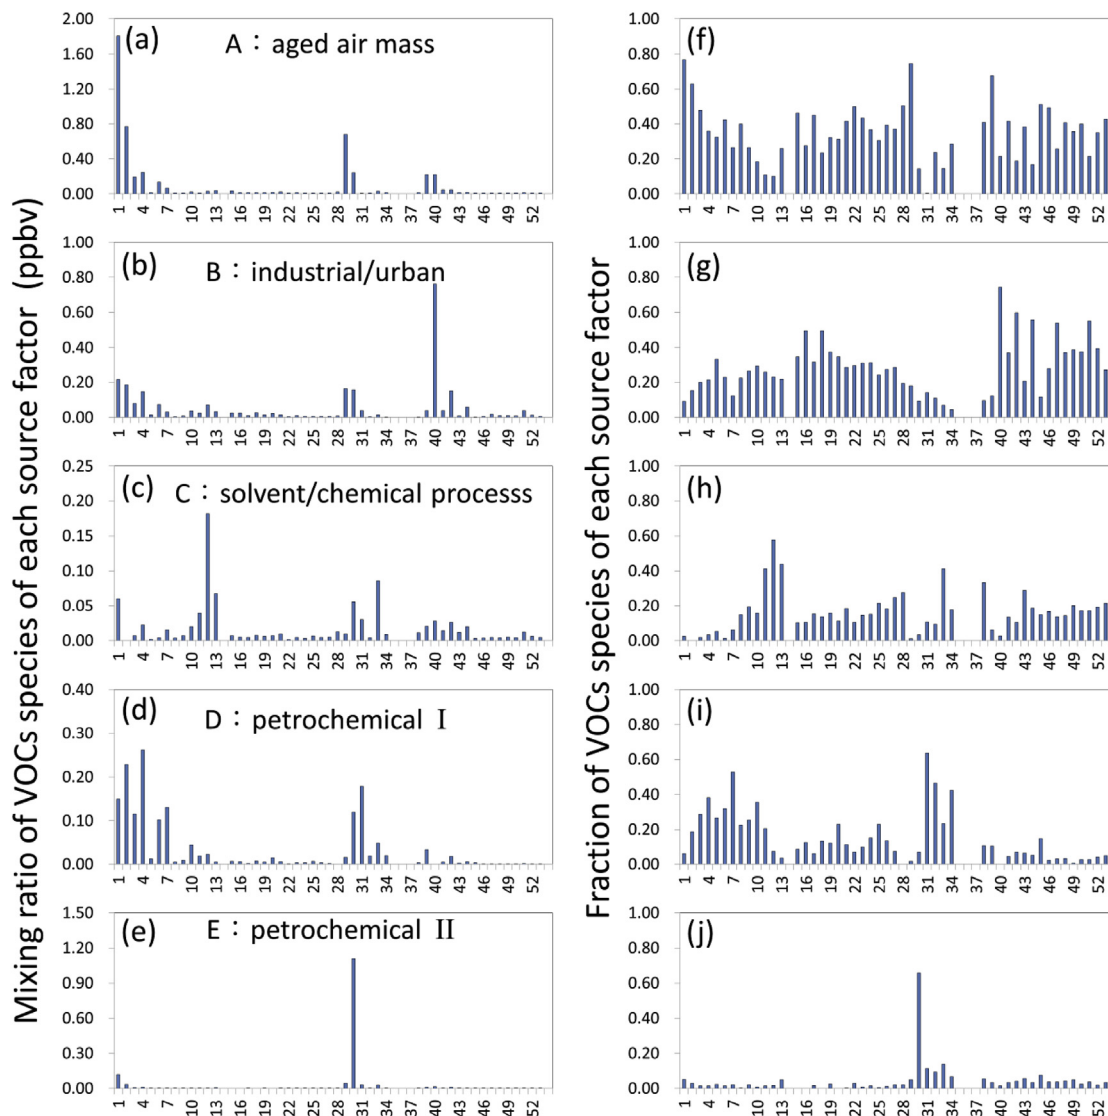 Mixing ratio of VOCs species of each source factor (ppbv)
(a)
A：aged air mass
2.00
1.60
1.20
0.80
0.40
0.00
1 4 7 10 13 16 19 22 25 28 31 34 37 40 43 46 49 52
(b)
B：industrial/urban
1.00
0.80
0.60
0.40
0.20
0.00
1 4 7 10 13 16 19 22 25 28 31 34 37 40 43 46 49 52
(c)
C：solvent/chemical processs
0.25
0.20
0.15
0.10
0.05
0.00
1 4 7 10 13 16 19 22 25 28 31 34 37 40 43 46 49 52
(d)
D：petrochemical I
0.40
0.30
0.20
0.10
0.00
1 4 7 10 13 16 19 22 25 28 31 34 37 40 43 46 49 52
(e)
E：petrochemical II
1.50
1.20
0.90
0.60
0.30
0.00
1 4 7 10 13 16 19 22 25 28 31 34 37 40 43 46 49 52
Fraction of VOCs species of each source factor
(f)
1.00
0.80
0.60
0.40
0.20
0.00
1 4 7 10 13 16 19 22 25 28 31 34 37 40 43 46 49 52
(g)
1.00
0.80
0.60
0.40
0.20
0.00
1 4 7 10 13 16 19 22 25 28 31 34 37 40 43 46 49 52
(h)
1.00
0.80
0.60
0.40
0.20
0.00
1 4 7 10 13 16 19 22 25 28 31 34 37 40 43 46 49 52
(i)
1.00
0.80
0.60
0.40
0.20
0.00
1 4 7 10 13 16 19 22 25 28 31 34 37 40 43 46 49 52
(j)
1.00
0.80
0.60
0.40
0.20
0.00
1 4 7 10 13 16 19 22 25 28 31 34 37 40 43 46 49 52